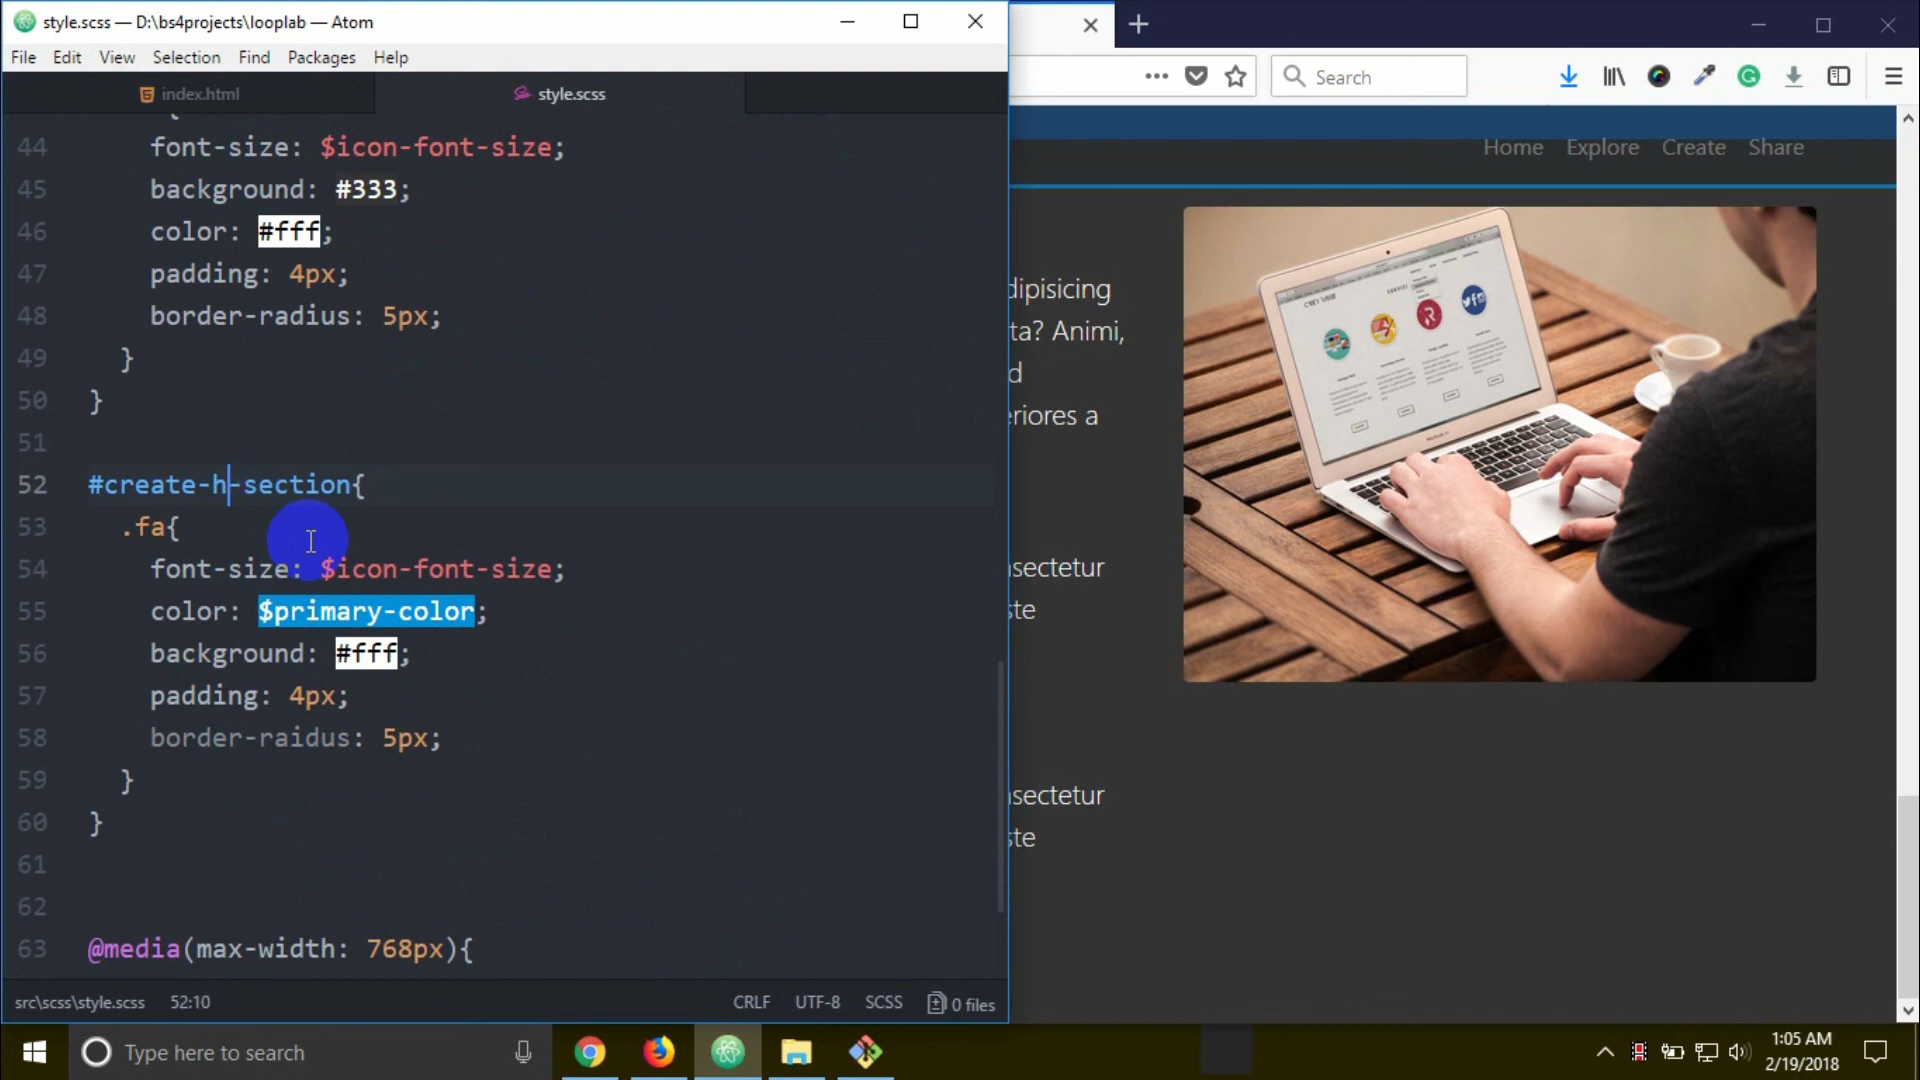 style.scss — D:\bs4projects\looplab — Atom
File Edit View Selection Find Packages Help
index.html
style.scss
{
44 font-size: $icon-font-size;
45 background: #333;
46 color: #fff;
47 padding: 4px;
48 border-radius: 5px;
49 }
50 }
51
52 #create-h-section{
53 .fa{
54 font-size: $icon-font-size;
55 color: $primary-color;
56 background: #fff;
57 padding: 4px;
58 border-raidus: 5px;
59 }
60 }
61
62
63 @media(max-width: 768px){
src\scss\style.scss 52:10 CRLF UTF-8 SCSS 0 files
Search
Home Explore Create Share
dipisicing
ta? Animi,
d
eriores a
nsectetur
ste
nsectetur
ste
Type here to search
1:05 AM
2/19/2018